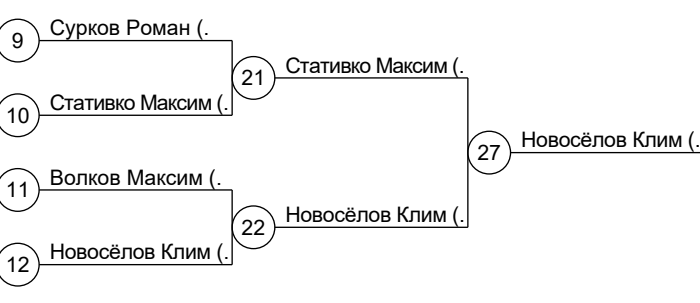 Сурков Роман (.
9
Стативко Максим (.
21
Стативко Максим (.
10
Новосёлов Клим (.
27
Волков Максим (.
11
Новосёлов Клим (.
22
Новосёлов Клим (.
12